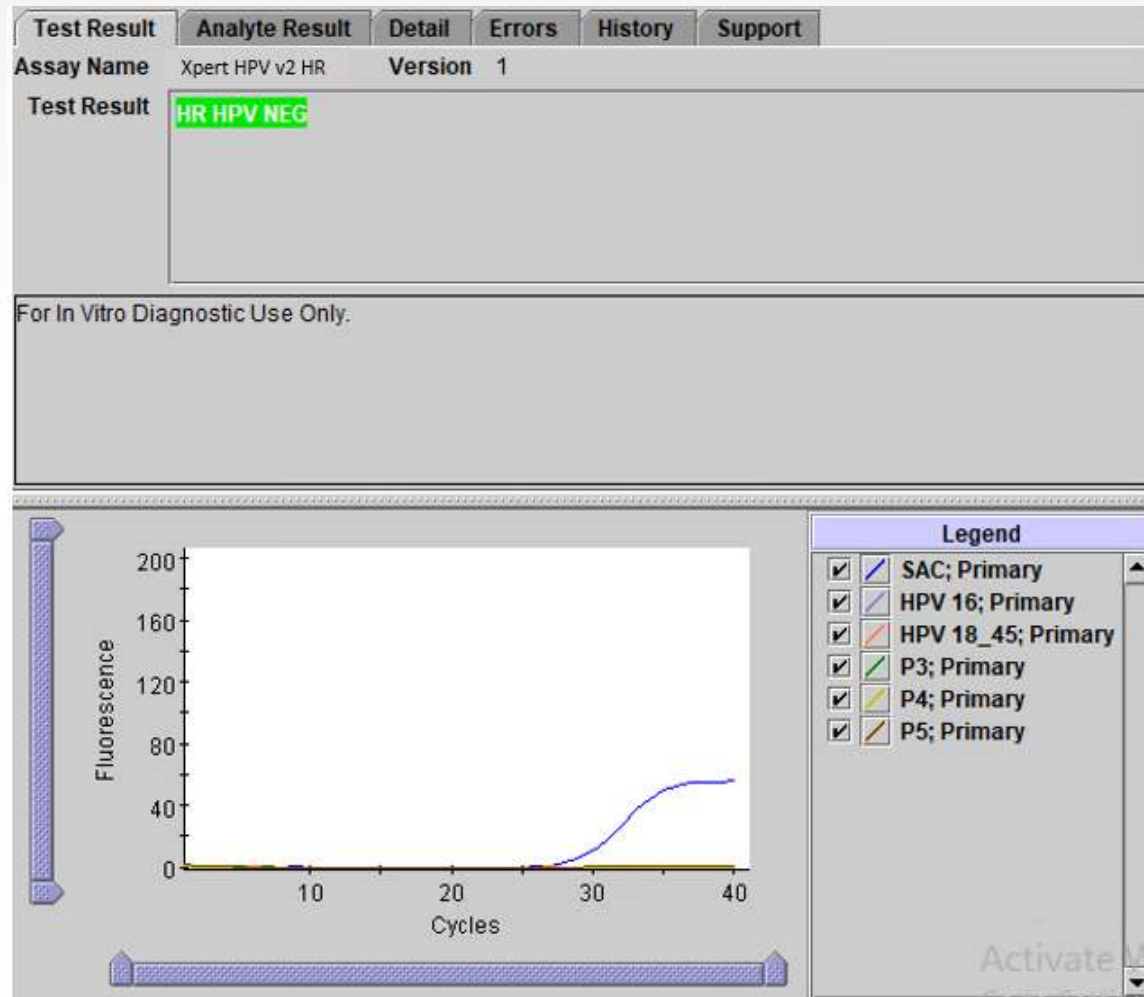 Test Result Analyte Result Detail Errors History Support
Assay Name Xpert HPV v2 HR Version 1
Test Result HR HPV NEG
For In Vitro Diagnostic Use Only.
Legend
SAC; Primary
HPV 16; Primary
HPV 18_45; Primary
P3; Primary
P4; Primary
P5; Primary
Fluorescence
200
160
120
80
40
0
10 20 30 40
Cycles
Activate